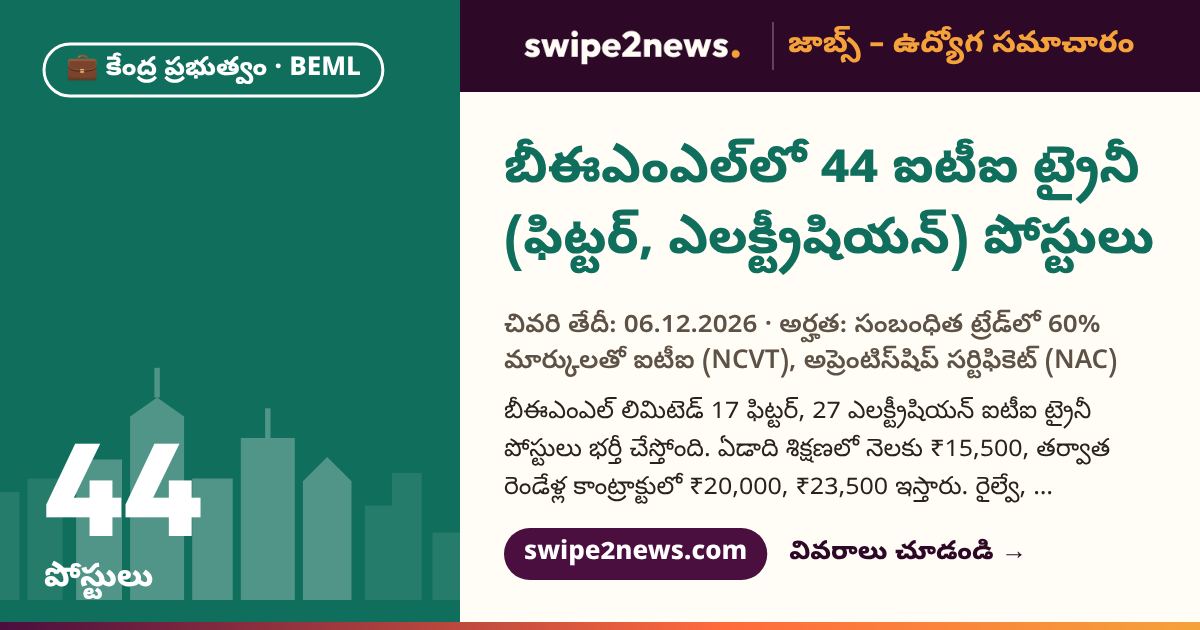 💼 కేంద్ర ప్రభుత్వం · BEML
swipe2news.
జాబ్స్ – ఉద్యోగ సమాచారం
బీఈఎంఎల్‌లో 44 ఐటీఐ ట్రైనీ
(ఫిట్టర్, ఎలక్ట్రీషియన్) పోస్టులు
చివరి తేదీ: 06.12.2026 · అర్హత: సంబంధిత ట్రేడ్‌లో 60%
మార్కులతో ఐటీఐ (NCVT), అప్రెంటిస్‌షిప్ సర్టిఫికెట్ (NAC)
బీఈఎంఎల్ లిమిటెడ్ 17 ఫిట్టర్, 27 ఎలక్ట్రీషియన్ ఐటీఐ ట్రైనీ
పోస్టులు భర్తీ చేస్తోంది. ఏడాది శిక్షణలో నెలకు ₹15,500, తర్వాత
రెండేళ్ల కాంట్రాక్టులో ₹20,000, ₹23,500 ఇస్తారు. రైల్వే, ...
44
పోస్టులు
swipe2news.com
వివరాలు చూడండి →